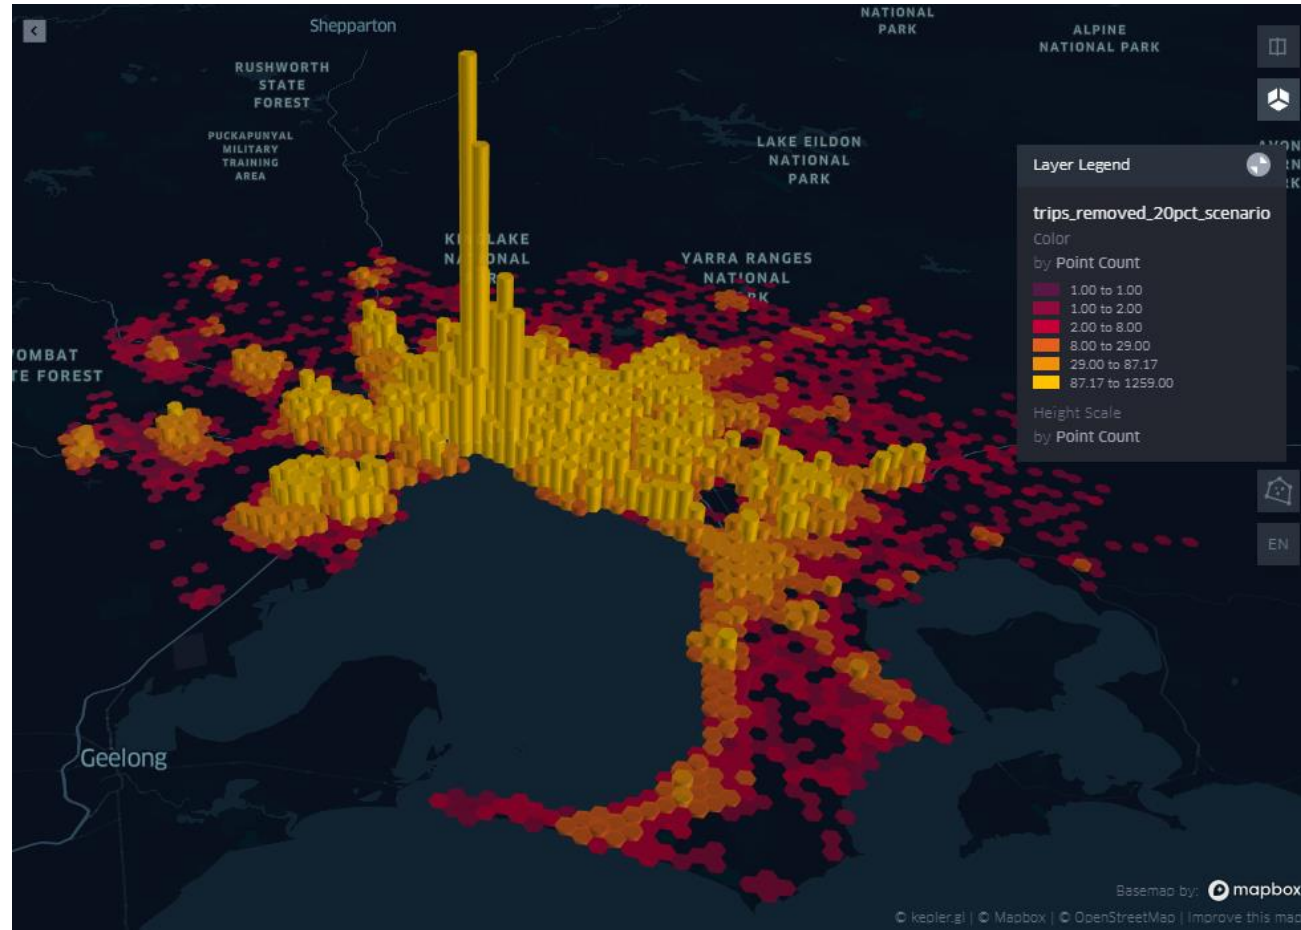 Shepparton
NATIONAL
PARK
ALPINE
NATIONAL PARK
RUSHWORTH
STATE
FOREST
PUCKAPUNYAL
MILITARY
TRAINING
AREA
LAKE EILDON
NATIONAL
PARK
YARRA RANGES
NATIONAL
LAKE
FOREST
Geelong
Layer Legend
trips_removed_20pct_scenario
Color
by Point Count
1.00 to 1.00
1.00 to 2.00
2.00 to 8.00
8.00 to 29.00
29.00 to 87.17
87.17 to 1259.00
Height Scale
by Point Count
EN
Basemap by: mapbox
© kepler.gl | © Mapbox | © OpenStreetMap | Improve this map